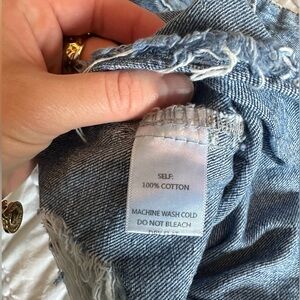 SELF:
100% COTTON
MACHINE WASH COLD
DO NOT BLEACH